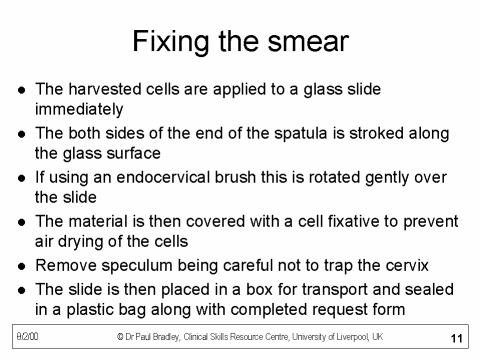 Fixing the smear
The harvested cells are applied to a glass slide
immediately
The both sides of the end of the spatula is stroked along
the glass surface
If using an endocervical brush this is rotated gently over
the slide
The material is then covered with a cell fixative to prevent
air drying of the cells
Remove speculum being careful not to trap the cervix
The slide is then placed in a box for transport and sealed
in a plastic bag along with completed request form
© Dr Paul Bradley, Clinical Skills Resource Centre, University of Liverpool, UK
11